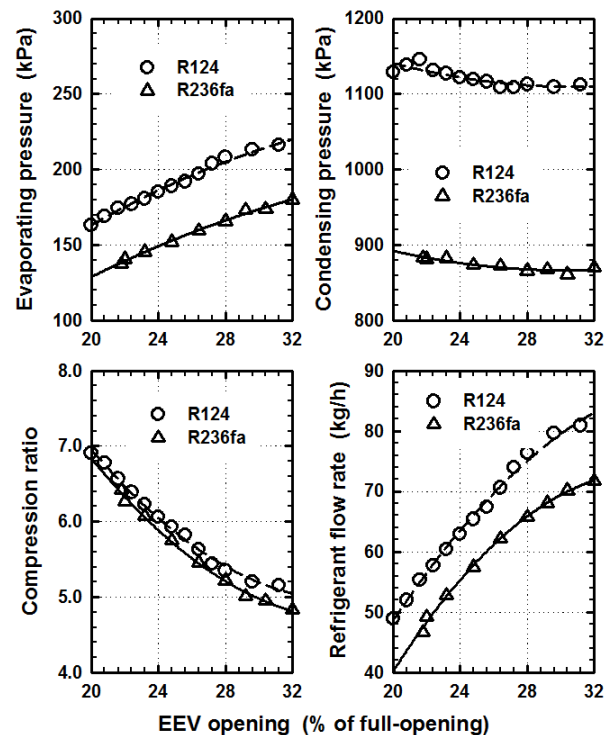 Evaporating pressure (kPa)
300
250
200
150
100
R124
R236fa
20 24 28 32
Condensing pressure (kPa)
1200
1100
1000
900
800
R124
R236fa
20 24 28 32
Compression ratio
8.0
7.0
6.0
5.0
4.0
R124
R236fa
20 24 28 32
Refrigerant flow rate (kg/h)
90
80
70
60
50
40
R124
R236fa
20 24 28 32
EEV opening (% of full-opening)